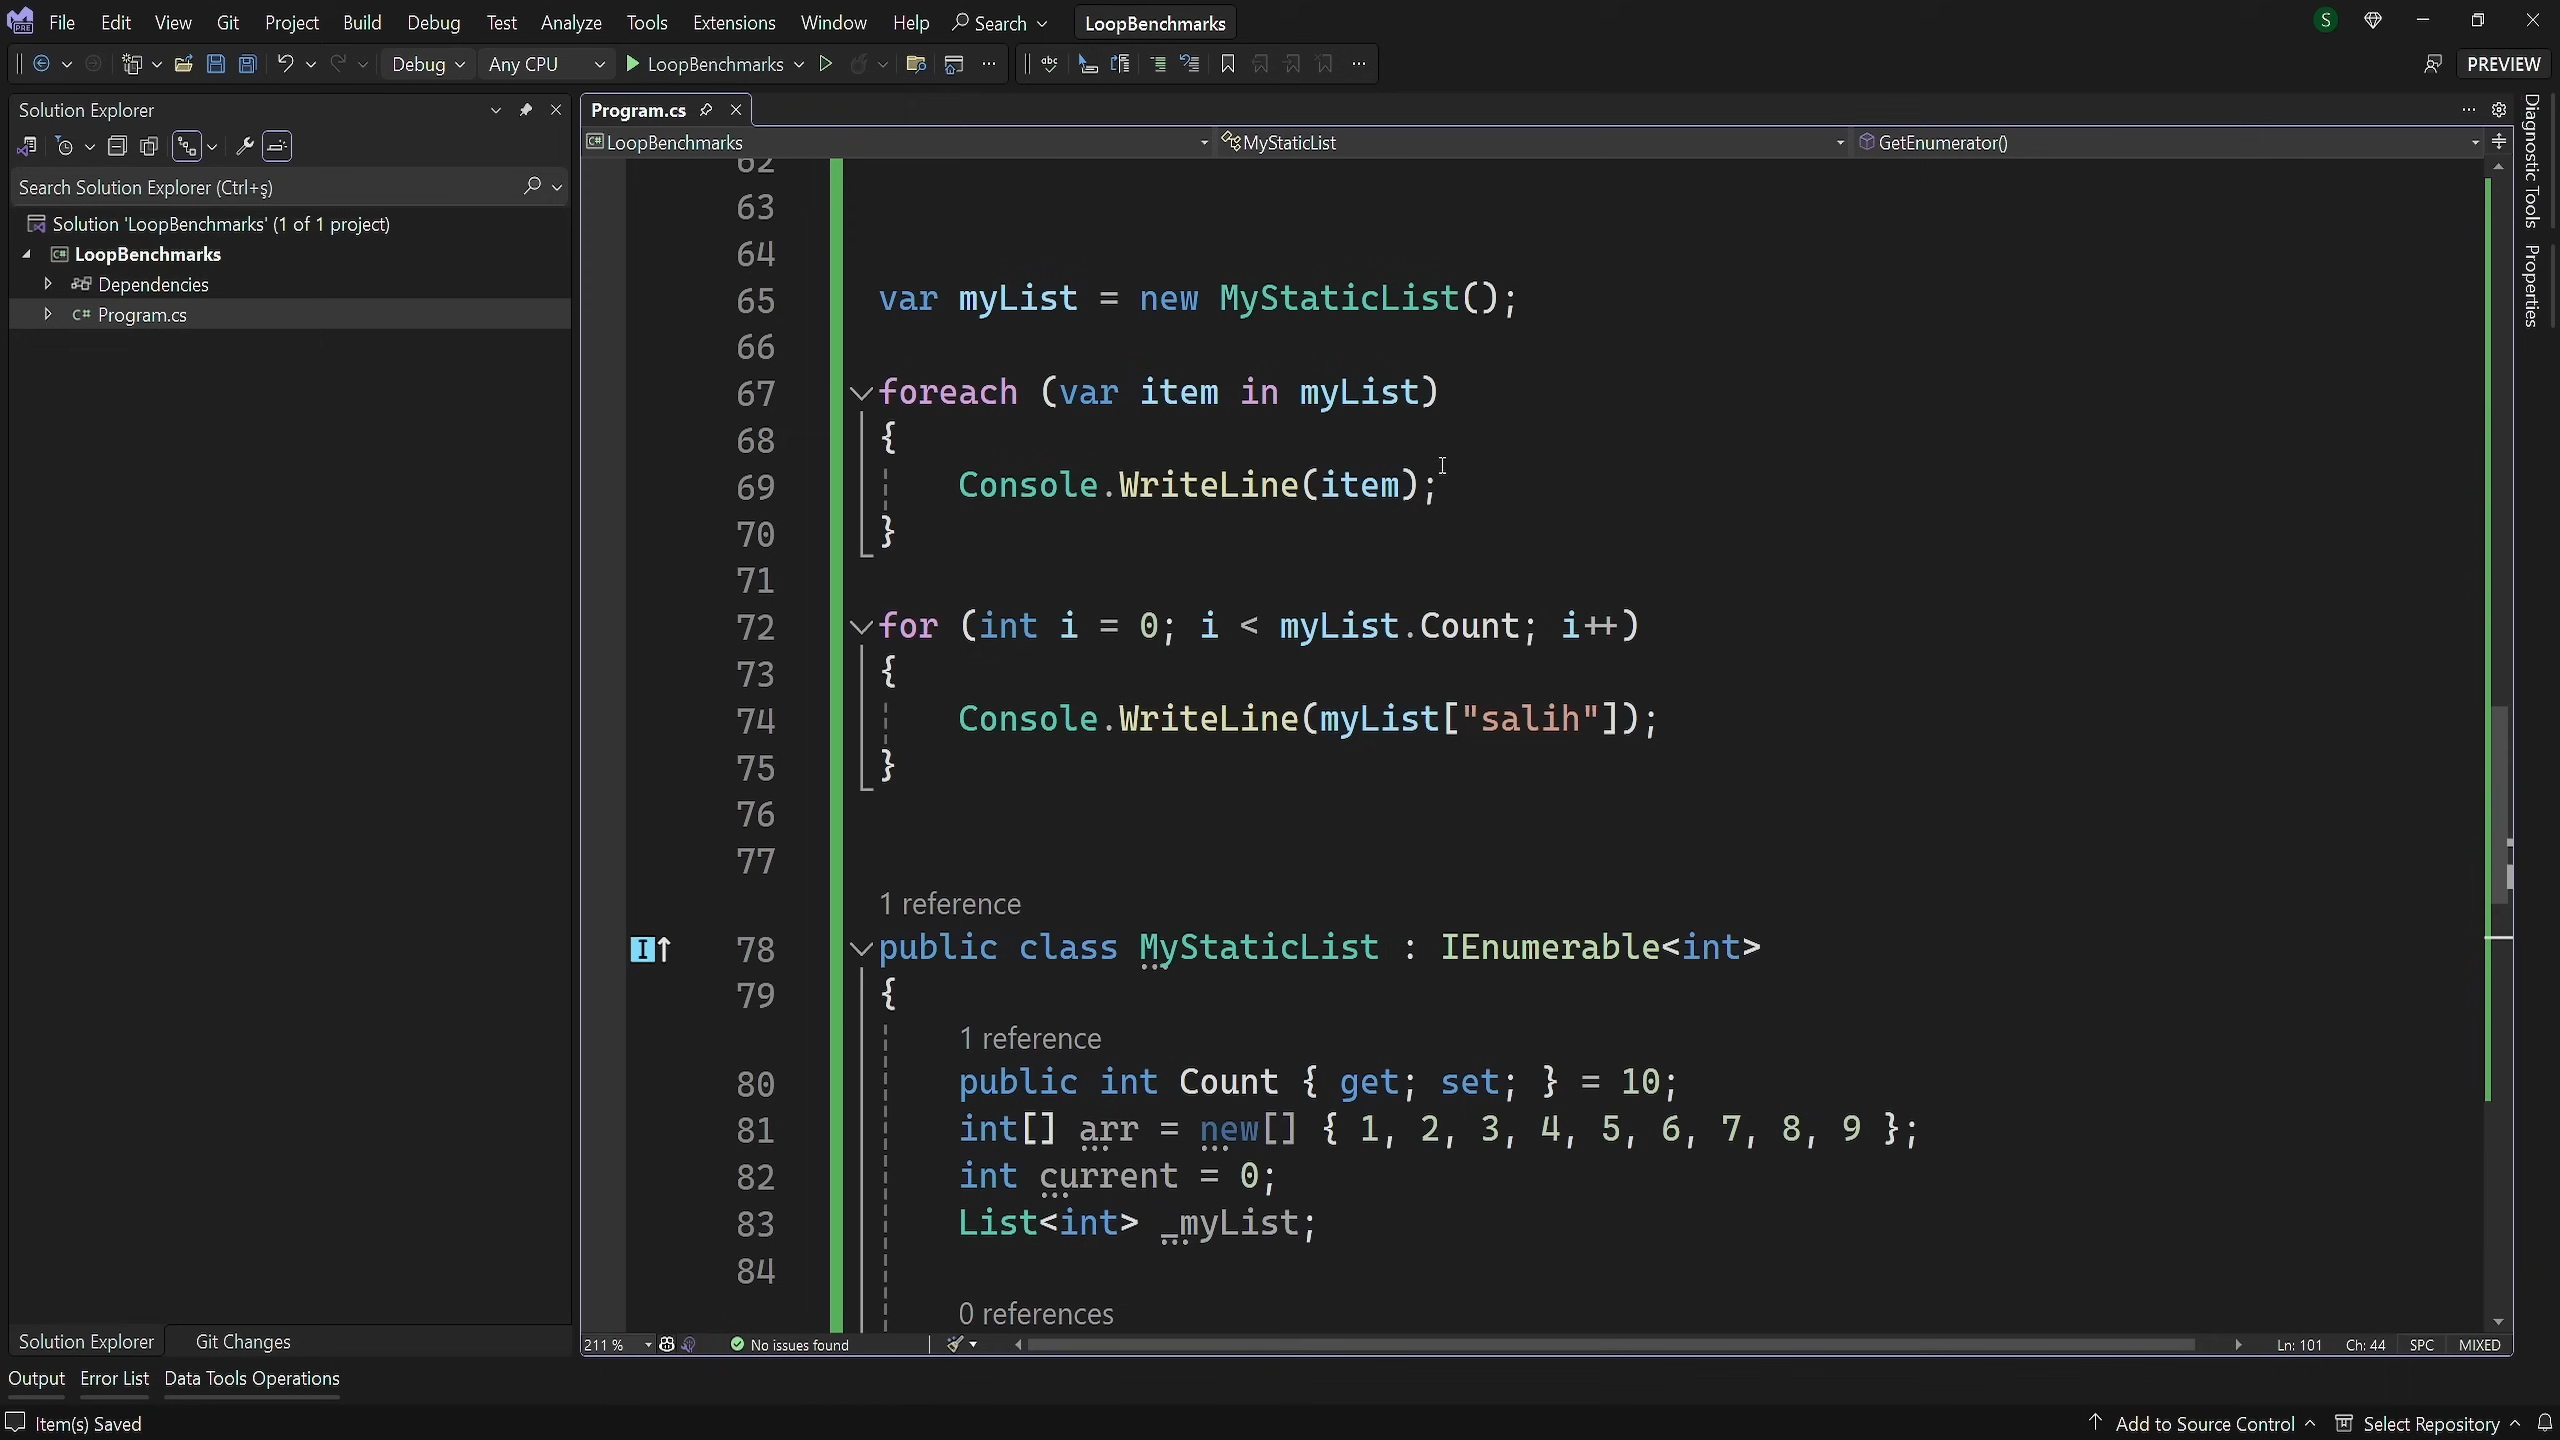 File Edit View Git Project Build Debug Test Analyze Tools Extensions Window Help Search LoopBenchmarks S
Debug Any CPU LoopBenchmarks PREVIEW
Solution Explorer
Search Solution Explorer (Ctrl+ş)
Solution 'LoopBenchmarks' (1 of 1 project)
LoopBenchmarks
Dependencies
C# Program.cs
Program.cs
LoopBenchmarks MyStaticList GetEnumerator()
62
63
64
65 var myList = new MyStaticList();
66
67 foreach (var item in myList)
68 {
69 Console.WriteLine(item);
70 }
71
72 for (int i = 0; i < myList.Count; i++)
73 {
74 Console.WriteLine(myList["salih"]);
75 }
76
77
1 reference
78 public class MyStaticList : IEnumerable<int>
79 {
1 reference
80 public int Count { get; set; } = 10;
81 int[] arr = new[] { 1, 2, 3, 4, 5, 6, 7, 8, 9 };
82 int current = 0;
83 List<int> _myList;
84
0 references
Diagnostic Tools
Properties
211 % No issues found Ln: 101 Ch: 44 SPC MIXED
Solution Explorer Git Changes
Output Error List Data Tools Operations
Item(s) Saved Add to Source Control Select Repository